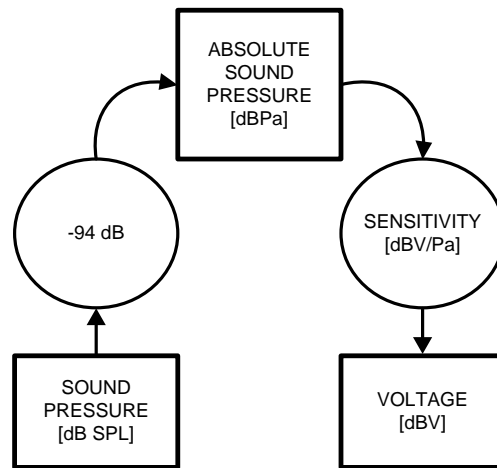 ABSOLUTE
SOUND
PRESSURE
[dBPa]
-94 dB
SENSITIVITY
[dBV/Pa]
SOUND
PRESSURE
[dB SPL]
VOLTAGE
[dBV]